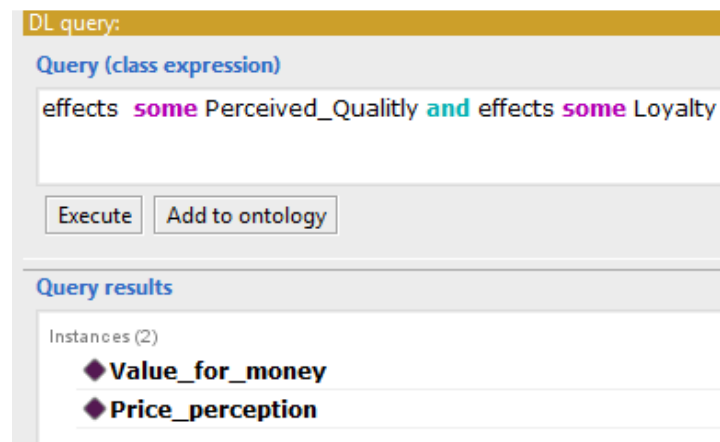 DL query:
Query (class expression)
effects some Perceived_Qualitly and effects some Loyalty
Execute Add to ontology
Query results
Instances (2)
Value_for_money
Price_perception